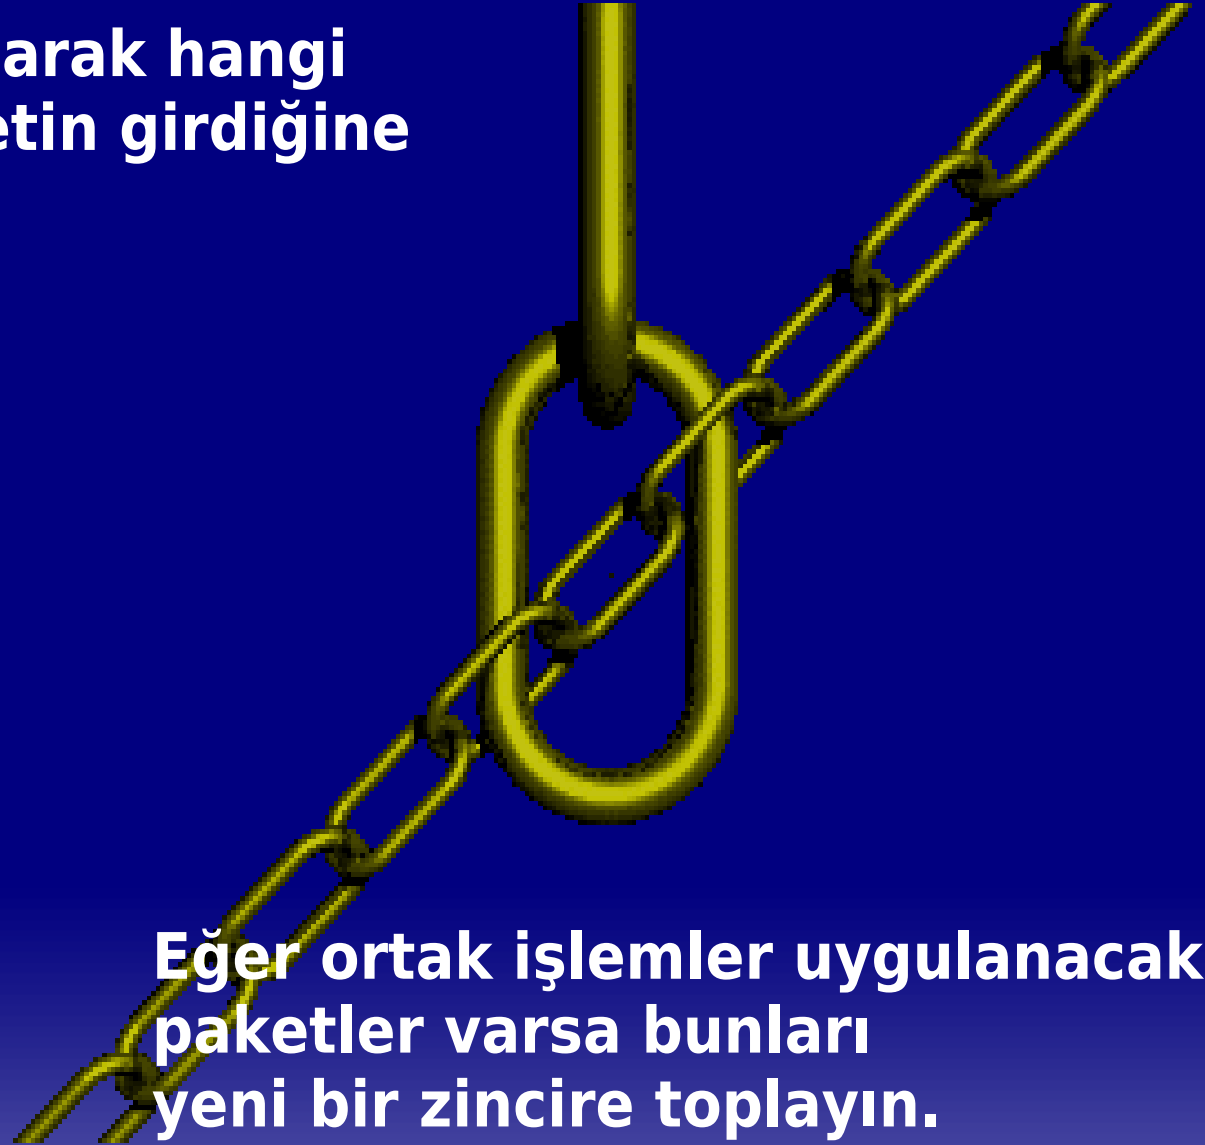 arak hangi
etin girdiğine
Eğer ortak işlemler uygulanacak
paketler varsa bunları
yeni bir zincire toplayın.